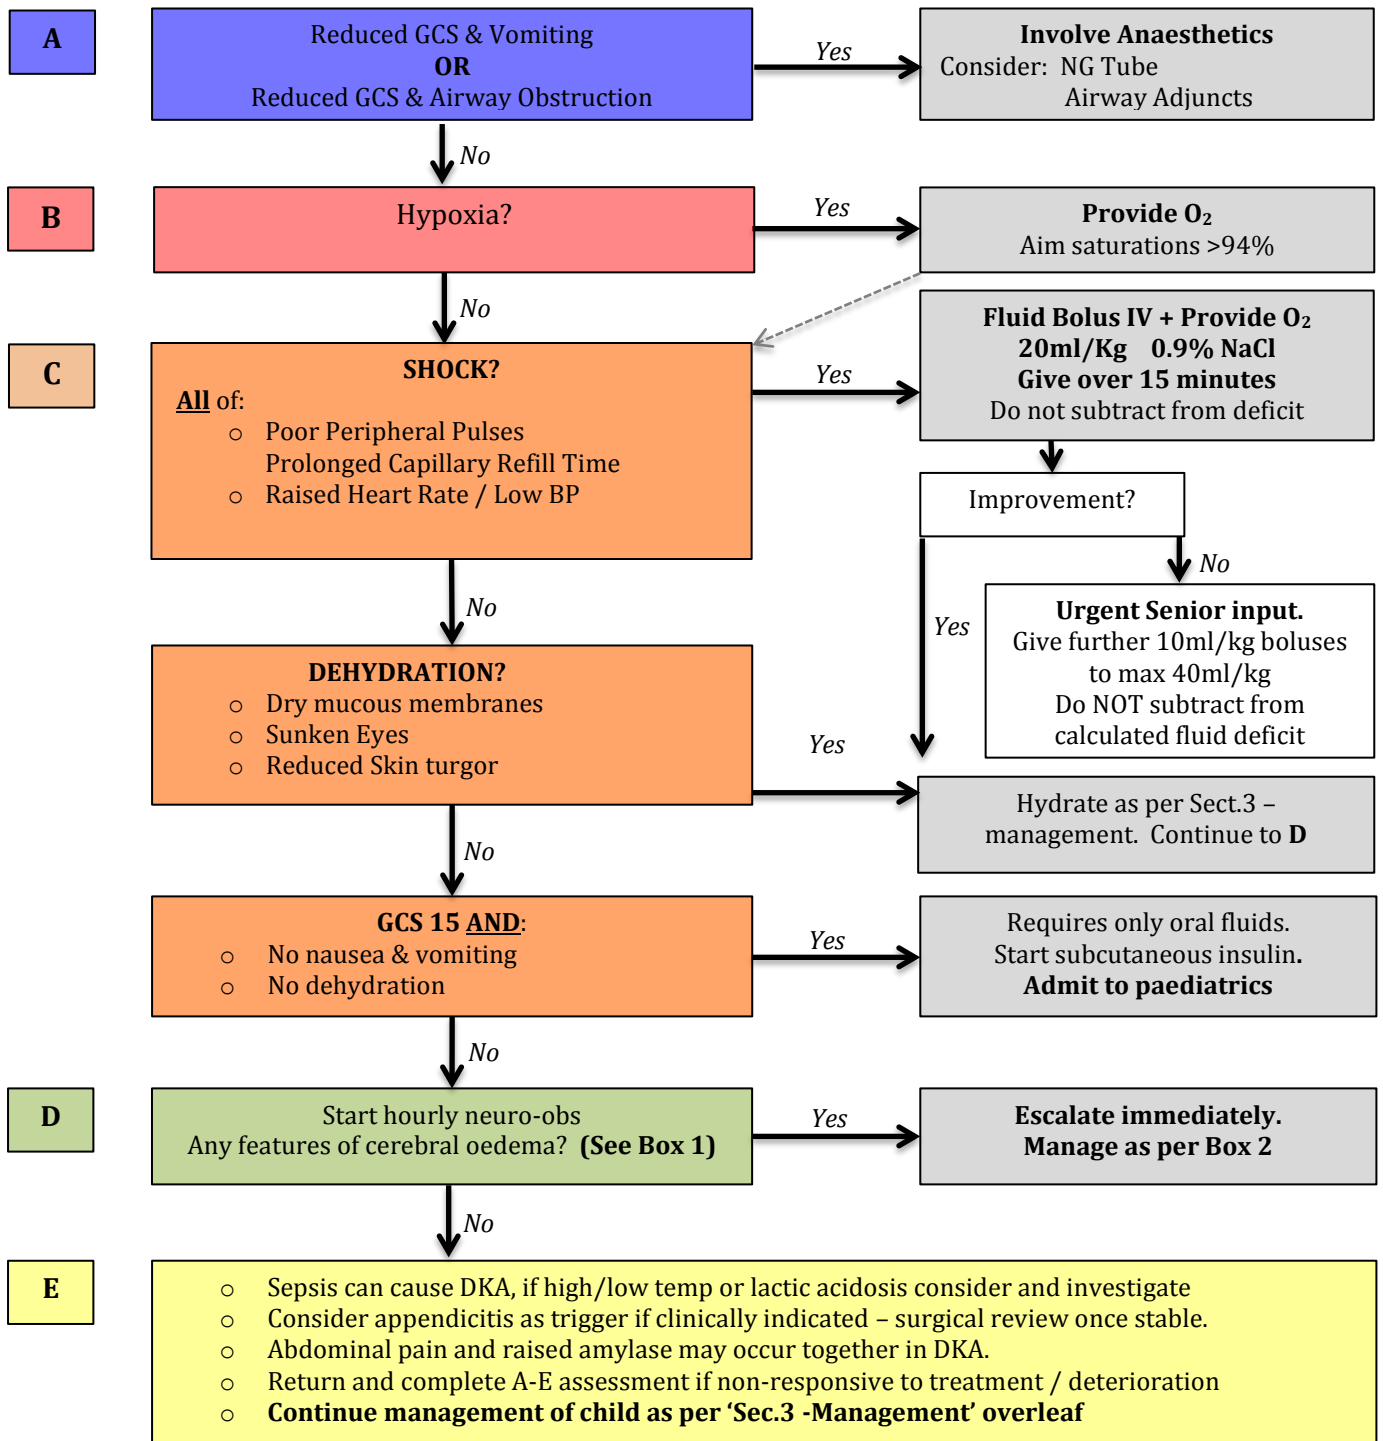 A
Reduced GCS & Vomiting
OR
Reduced GCS & Airway Obstruction
Yes
Involve Anaesthetics
Consider: NG Tube
Airway Adjuncts
No
B
Hypoxia?
Yes
Provide O₂
Aim saturations >94%
No
C
SHOCK?
All of:
o Poor Peripheral Pulses
Prolonged Capillary Refill Time
o Raised Heart Rate / Low BP
Yes
Fluid Bolus IV + Provide O₂
20ml/Kg 0.9% NaCl
Give over 15 minutes
Do not subtract from deficit
Improvement?
No
Yes
Urgent Senior input.
Give further 10ml/kg boluses
to max 40ml/kg
Do NOT subtract from
calculated fluid deficit
No
DEHYDRATION?
o Dry mucous membranes
o Sunken Eyes
o Reduced Skin turgor
Yes
Hydrate as per Sect.3 –
management. Continue to D
No
GCS 15 AND:
o No nausea & vomiting
o No dehydration
Yes
Requires only oral fluids.
Start subcutaneous insulin.
Admit to paediatrics
No
D
Start hourly neuro-obs
Any features of cerebral oedema? (See Box 1)
Yes
Escalate immediately.
Manage as per Box 2
No
E
o Sepsis can cause DKA, if high/low temp or lactic acidosis consider and investigate
o Consider appendicitis as trigger if clinically indicated – surgical review once stable.
o Abdominal pain and raised amylase may occur together in DKA.
o Return and complete A-E assessment if non-responsive to treatment / deterioration
o Continue management of child as per ‘Sec.3 -Management’ overleaf